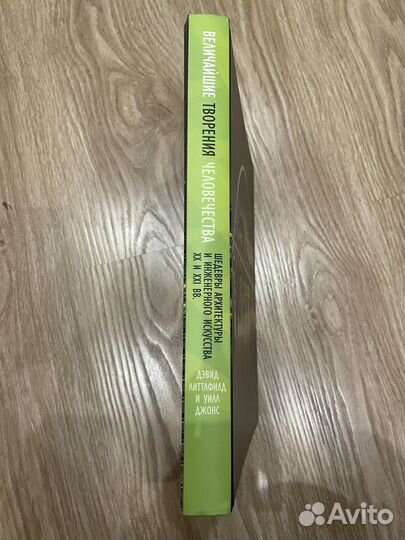 ВЕЛИЧАЙШИЕ ТВОРЕНИЯ ЧЕЛОВЕЧЕСТВА
ШЕДЕВРЫ АРХИТЕКТУРЫ
И ИНЖЕНЕРНОГО ИСКУССТВА
XX И XXI ВВ.
ДЭВИД
ЛИТТЛФИЛД
И УИЛЛ
ДЖОНС
Avito